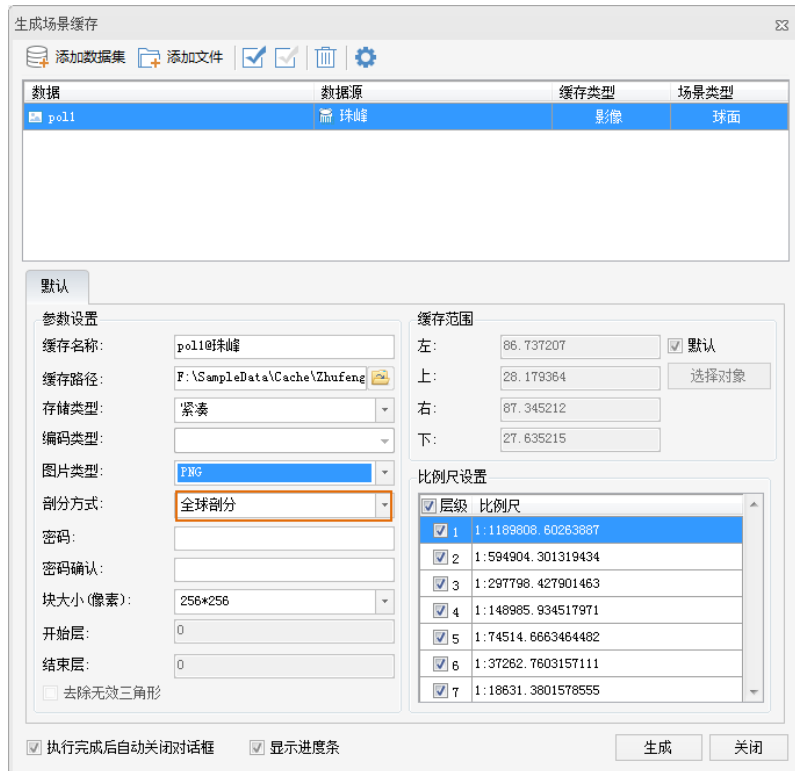 生成场景缓存
添加数据集 添加文件
数据 数据源 缓存类型 场景类型
pol1 珠峰 影像 球面
默认
参数设置
缓存名称: pol1@珠峰
缓存路径: F:\SampleData\Cache\Zhufeng
存储类型: 紧凑
编码类型:
图片类型: PNG
剖分方式: 全球剖分
密码:
密码确认:
块大小(像素): 256*256
开始层: 0
结束层: 0
去除无效三角形
缓存范围
左: 86.737207 默认
上: 28.179364 选择对象
右: 87.345212
下: 27.635215
比例尺设置
层级 比例尺
1 1:1189808.60263887
2 1:594904.301319434
3 1:297798.427901463
4 1:148985.934517971
5 1:74514.6663464482
6 1:37262.7603157111
7 1:18631.3801578555
执行完成后自动关闭对话框 显示进度条 生成 关闭